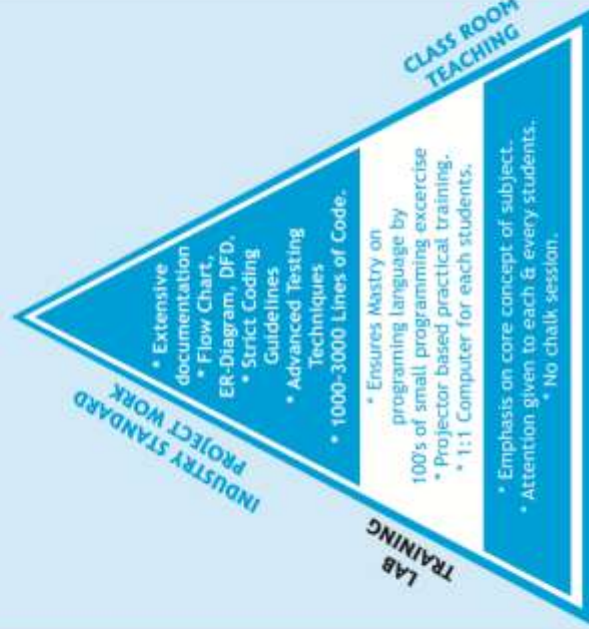 INDUSTRY STANDARD
PROJECT WORK
* Extensive
documentation
* Flow Chart,
ER-Diagram, DFD.
* Strict Coding
Guidelines
* Advanced Testing
Techniques
* 1000-3000 Lines of Code.
LAB
TRAINING
* Ensures Mastry on
programing language by
100's of small programming excercise
* Projector based practical training.
* 1:1 Computer for each students.
CLASS ROOM
TEACHING
* Emphasis on core concept of subject.
* Attention given to each & every students.
* No chalk session.